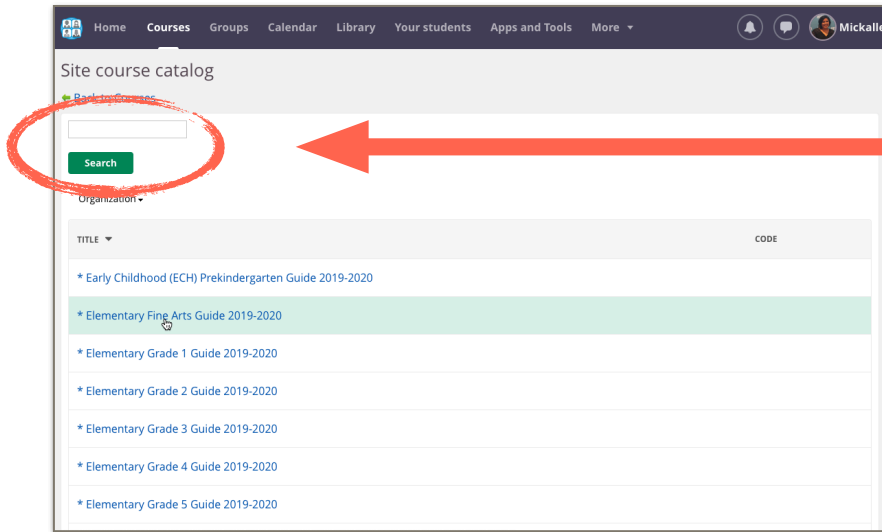 Home Courses Groups Calendar Library Your students Apps and Tools More Mickalle
Site course catalog
Back to Courses
Search
Organization
TITLE CODE
* Early Childhood (ECH) Prekindergarten Guide 2019-2020
* Elementary Fine Arts Guide 2019-2020
* Elementary Grade 1 Guide 2019-2020
* Elementary Grade 2 Guide 2019-2020
* Elementary Grade 3 Guide 2019-2020
* Elementary Grade 4 Guide 2019-2020
* Elementary Grade 5 Guide 2019-2020